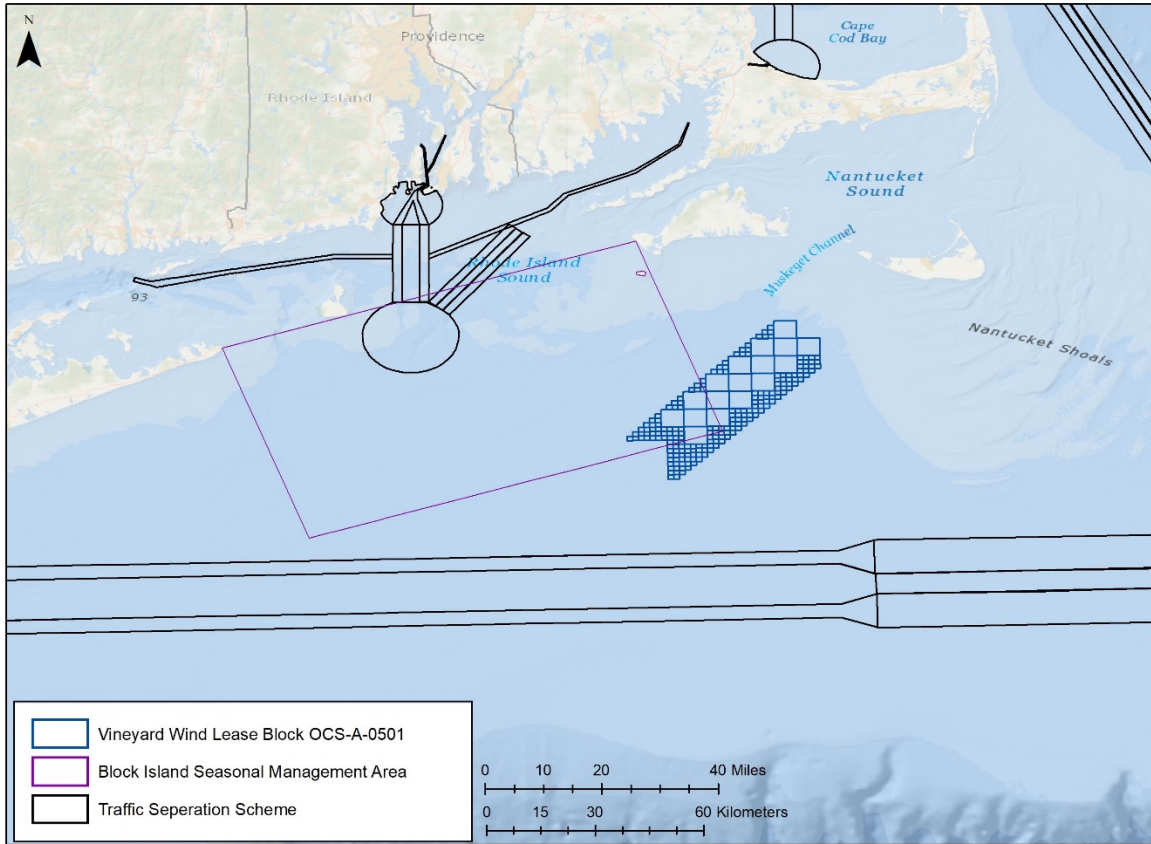 N
Cape
Cod Bay
Providence
Rhode Island
Nantucket
Sound
Muskeget Channel
Rhode Island
Sound
93
Nantucket Shoals
Vineyard Wind Lease Block OCS-A-0501
Block Island Seasonal Management Area
Traffic Seperation Scheme
0 10 20 40 Miles
0 15 30 60 Kilometers